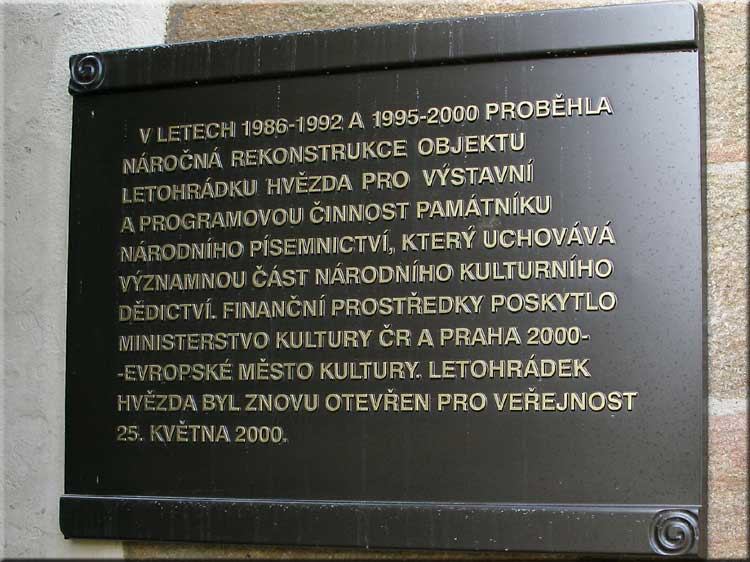 V LETECH 1986-1992 A 1995-2000 PROBĚHLA
NÁROČNÁ REKONSTRUKCE OBJEKTU
LETOHRÁDKU HVĚZDA PRO VÝSTAVNÍ
A PROGRAMOVOU ČINNOST PAMÁTNÍKU
NÁRODNÍHO PÍSEMNICTVÍ, KTERÝ UCHOVÁVÁ
VÝZNAMNOU ČÁST NÁRODNÍHO KULTURNÍHO
DĚDICTVÍ. FINANČNÍ PROSTŘEDKY POSKYTLO
MINISTERSTVO KULTURY ČR A PRAHA 2000-
-EVROPSKÉ MĚSTO KULTURY. LETOHRÁDEK
HVĚZDA BYL ZNOVU OTEVŘEN PRO VEŘEJNOST
25. KVĚTNA 2000.